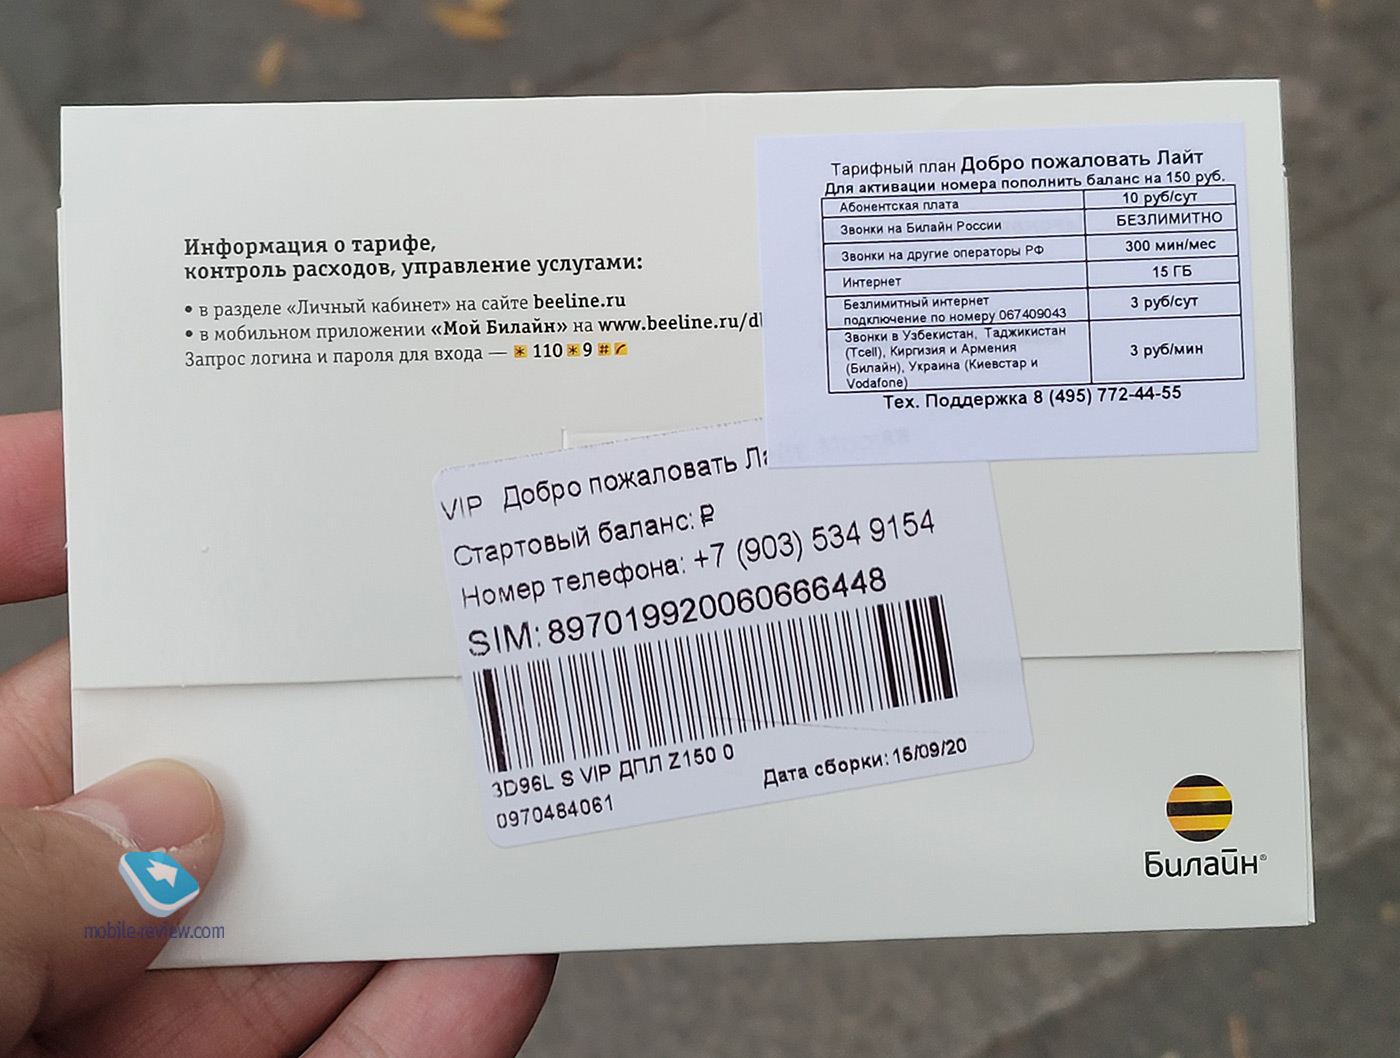 Информация о тарифе,
контроль расходов, управление услугами:
• в разделе «Личный кабинет» на сайте beeline.ru
• в мобильном приложении «Мой Билайн» на www.beeline.ru/d
Запрос логина и пароля для входа — * 110 * 9 #
Тарифный план Добро пожаловать Лайт
Для активации номера пополнить баланс на 150 руб.
Абонентская плата 10 руб/сут
Звонки на Билайн России БЕЗЛИМИТНО
Звонки на другие операторы РФ 300 мин/мес
Интернет 15 ГБ
Безлимитный интернет
подключение по номеру 067409043 3 руб/сут
Звонки в Узбекистан, Таджикистан
(Tcell), Киргизия и Армения
(Билайн), Украина (Киевстар и
Vodafone) 3 руб/мин
Тех. Поддержка 8 (495) 772-44-55
VIP Добро пожаловать Ла
Стартовый баланс: ₽
Номер телефона: +7 (903) 534 9154
SIM: 897019920060666448
3D96L S VIP ДПЛ Z150 0
0970484061
Дата сборки: 15/09/20
Билайн®
mobile-review.com